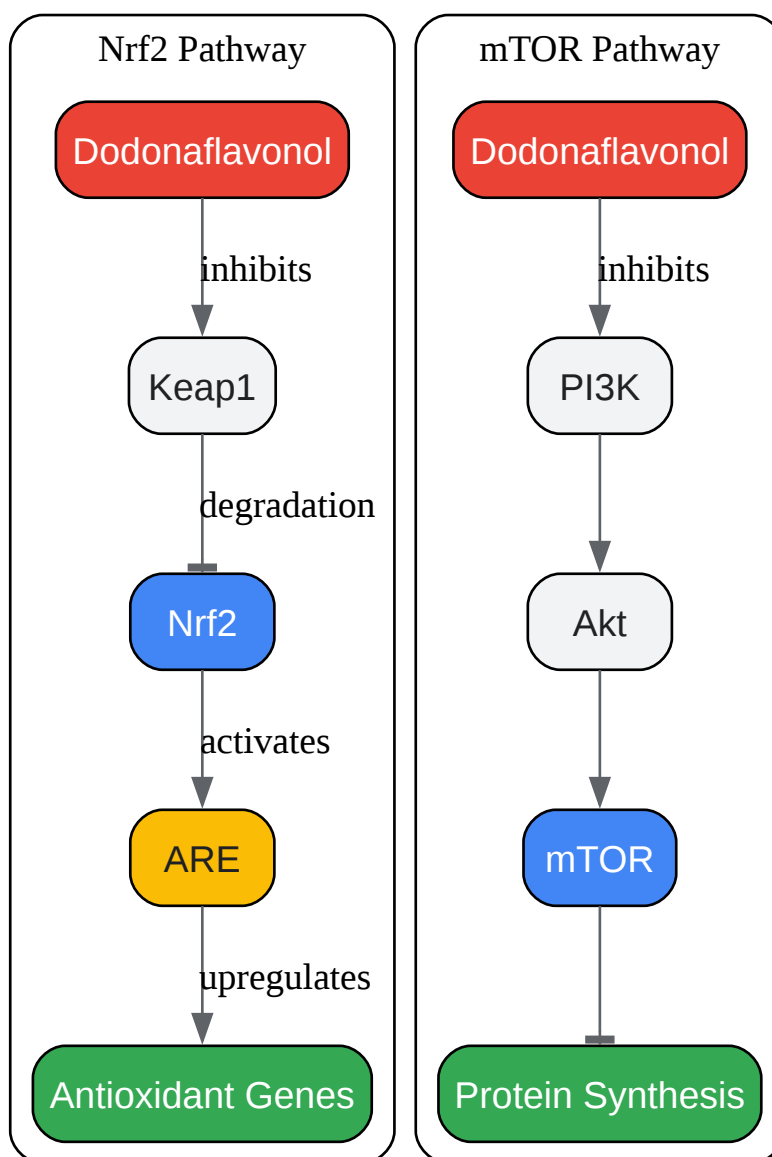 Nrf2 Pathway
Dodonaflavonol
inhibits
Keap1
degradation
Nrf2
activates
ARE
upregulates
Antioxidant Genes
mTOR Pathway
Dodonaflavonol
inhibits
PI3K
Akt
mTOR
Protein Synthesis